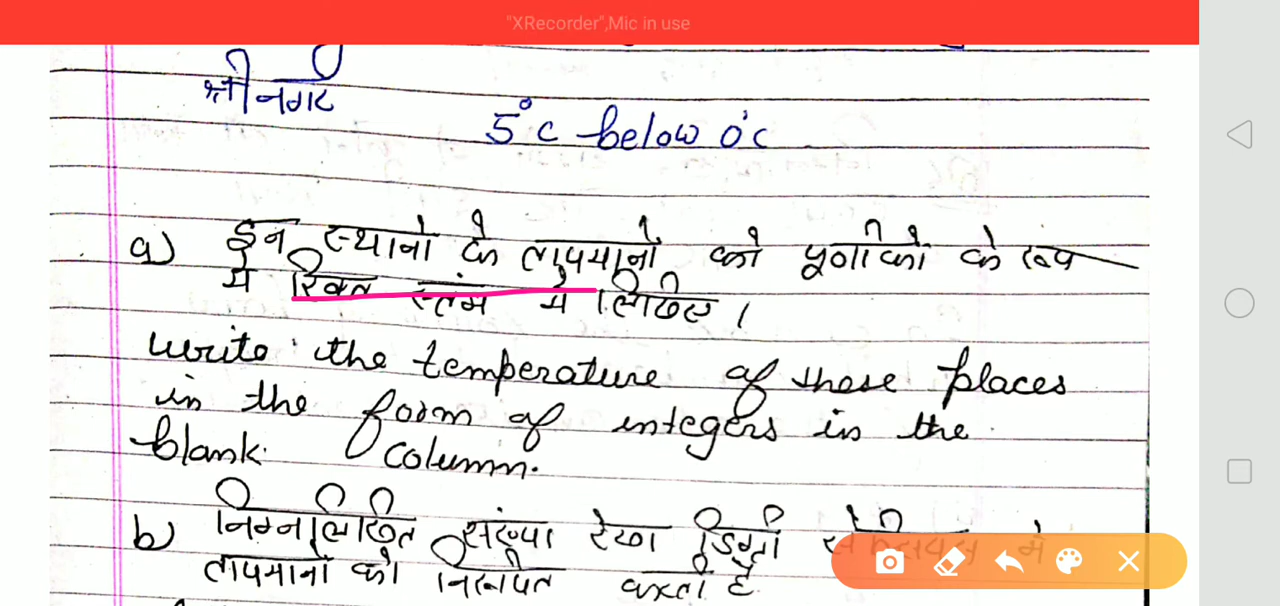 "XRecorder",Mic in use
श्रीनगर
5°C below 0°C
a) इन स्थानों के तापमानों को पूर्णांकों के रूप
में रिक्त स्तंभ में लिखिए।
write the temperature of these places
in the form of integers in the
blank column.
b) निम्नलिखित संख्या रेखा डिग्री में
तापमानों को निरूपित करती है